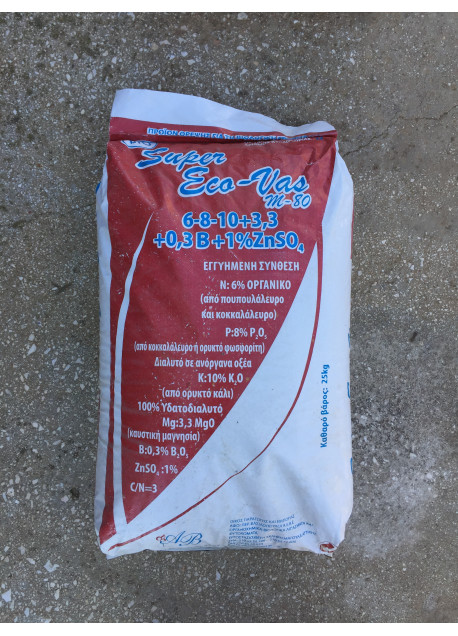 Super
Eco-Vas
M-80
6-8-10+3,3
+0,3 B+1%ZnSO₄
ΕΓΓΥΗΜΕΝΗ ΣΥΝΘΕΣΗ
N: 6% ΟΡΓΑΝΙΚΟ
(από πουπουλάλευρο
και κοκκαλάλευρο)
P:8% P₂O₅
(από κοκκαλάλευρο ή ορυκτό φωσφορίτη)
Διαλυτό σε ανόργανα οξέα
K:10% K₂O
(από ορυκτό κάλι)
100% Υδατοδιαλυτό
Mg:3,3 MgO
(καυστική μαγνησία)
B:0,3% B₂O₃
ZnSO₄ :1%
C/N=3
Καθαρό βάρος: 25kg
AB